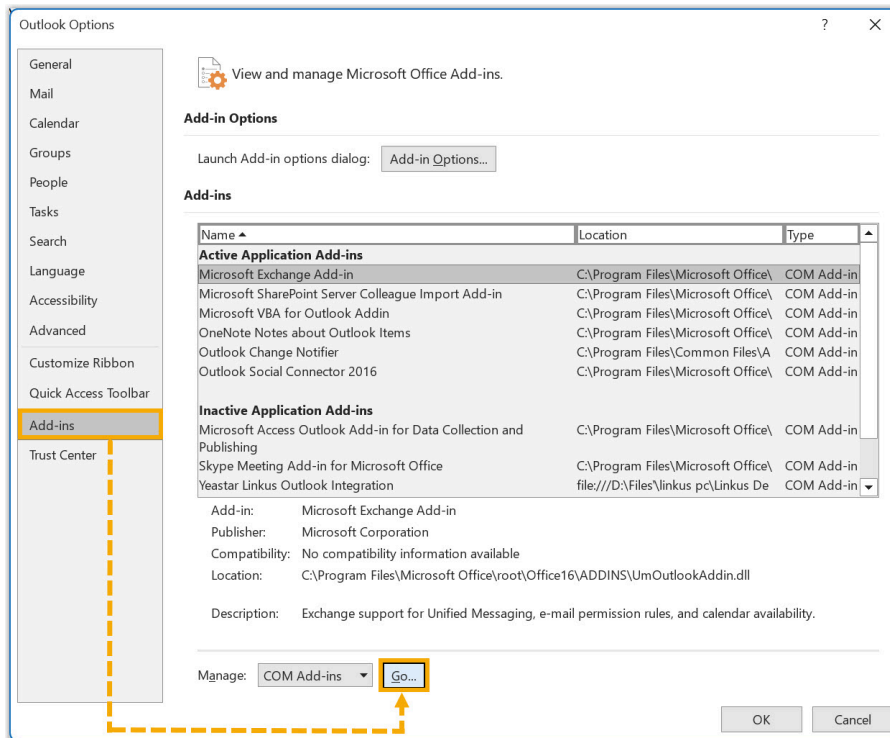 Outlook Options
?
General
Mail
Calendar
Groups
People
Tasks
Search
Language
Accessibility
Advanced
Customize Ribbon
Quick Access Toolbar
Add-ins
Trust Center
View and manage Microsoft Office Add-ins.
Add-in Options
Launch Add-in options dialog: Add-in Options...
Add-ins
Name Location Type
Active Application Add-ins
Microsoft Exchange Add-in C:\Program Files\Microsoft Office\ COM Add-in
Microsoft SharePoint Server Colleague Import Add-in C:\Program Files\Microsoft Office\ COM Add-in
Microsoft VBA for Outlook Addin C:\Program Files\Microsoft Office\ COM Add-in
OneNote Notes about Outlook Items C:\Program Files\Microsoft Office\ COM Add-in
Outlook Change Notifier C:\Program Files\Common Files\A COM Add-in
Outlook Social Connector 2016 C:\Program Files\Microsoft Office\ COM Add-in
Inactive Application Add-ins
Microsoft Access Outlook Add-in for Data Collection and C:\Program Files\Microsoft Office\ COM Add-in
Publishing
Skype Meeting Add-in for Microsoft Office C:\Program Files\Microsoft Office\ COM Add-in
Yeastar Linkus Outlook Integration file:///D:\Files'\linkus pc\Linkus De COM Add-in
Add-in: Microsoft Exchange Add-in
Publisher: Microsoft Corporation
Compatibility: No compatibility information available
Location: C:\Program Files\Microsoft Office\root\Office16\ADDINS\UmOutlookAddin.dll
Description: Exchange support for Unified Messaging, e-mail permission rules, and calendar availability.
Manage: COM Add-ins Go...
OK Cancel